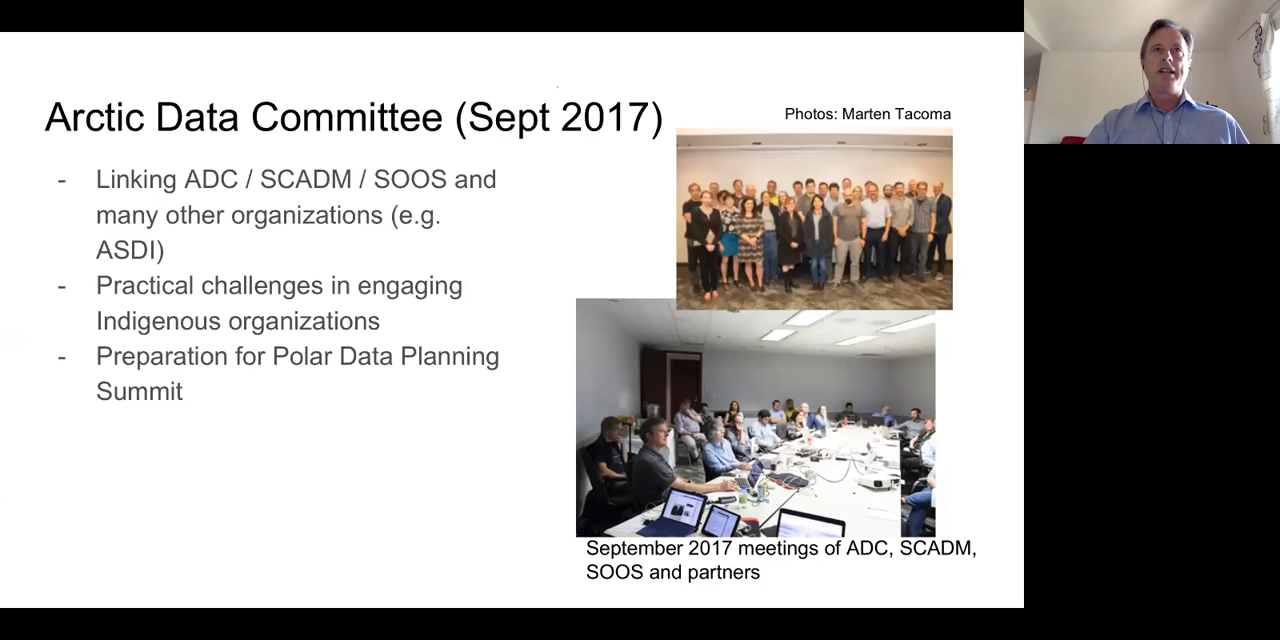 Arctic Data Committee (Sept 2017)
Photos: Marten Tacoma
- Linking ADC / SCADM / SOOS and
many other organizations (e.g.
ASDI)
- Practical challenges in engaging
Indigenous organizations
- Preparation for Polar Data Planning
Summit
September 2017 meetings of ADC, SCADM,
SOOS and partners